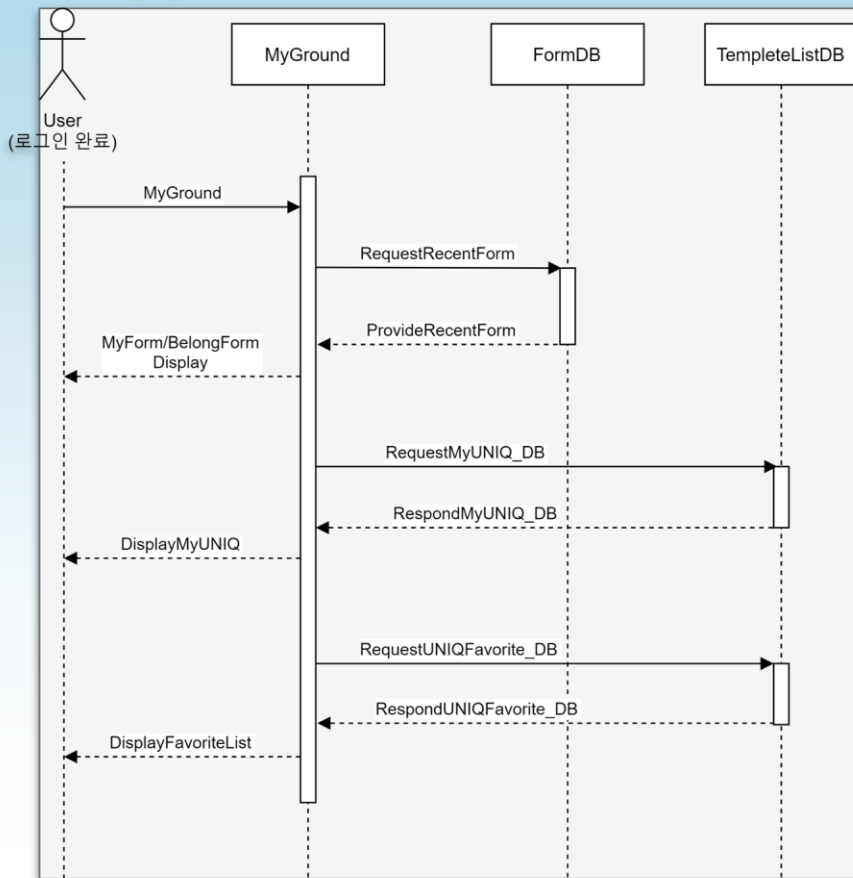 MyGround
FormDB
TempleteListDB
User
(로그인 완료)
MyGround
RequestRecentForm
ProvideRecentForm
MyForm/BelongForm
Display
RequestMyUNIQ_DB
RespondMyUNIQ_DB
DisplayMyUNIQ
RequestUNIQFavorite_DB
RespondUNIQFavorite_DB
DisplayFavoriteList